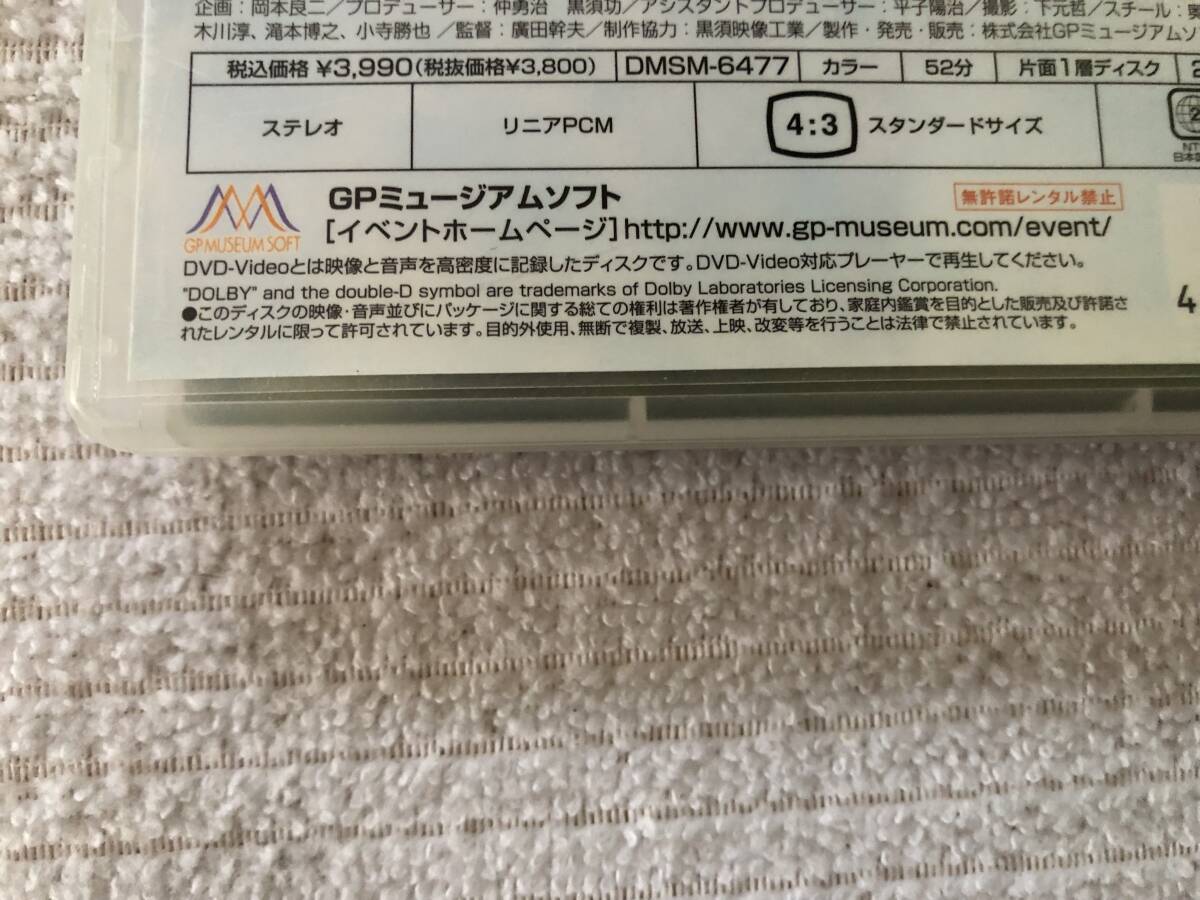 企画:岡本良二/プロデューサー:仲勇治 黒須功/アシスタントプロデューサー:平子陽治/撮影:下元哲/スチール:
木川淳、滝本博之、小寺勝也/監督:廣田幹夫/制作協力:黒須映像工業/製作・発売・販売:株式会社GPミュージアムソ
税込価格 ¥3,990(税抜価格¥3,800) DMSM-6477 カラー 52分 片面1層ディスク 2
ステレオ リニアPCM 4:3 スタンダードサイズ 2
NT
日本
GP MUSEUM SOFT
GPミュージアムソフト 無許諾レンタル禁止
[イベントホームページ]http://www.gp-museum.com/event/
DVD-Videoとは映像と音声を高密度に記録したディスクです。DVD-Video対応プレーヤーで再生してください。
"DOLBY" and the double-D symbol are trademarks of Dolby Laboratories Licensing Corporation.
●このディスクの映像・音声並びにパッケージに関する総ての権利は著作権者が有しており、家庭内鑑賞を目的とした販売及び許諾さ
れたレンタルに限って許可されています。目的外使用、無断で複製、放送、上映、改変等を行うことは法律で禁止されています。
4